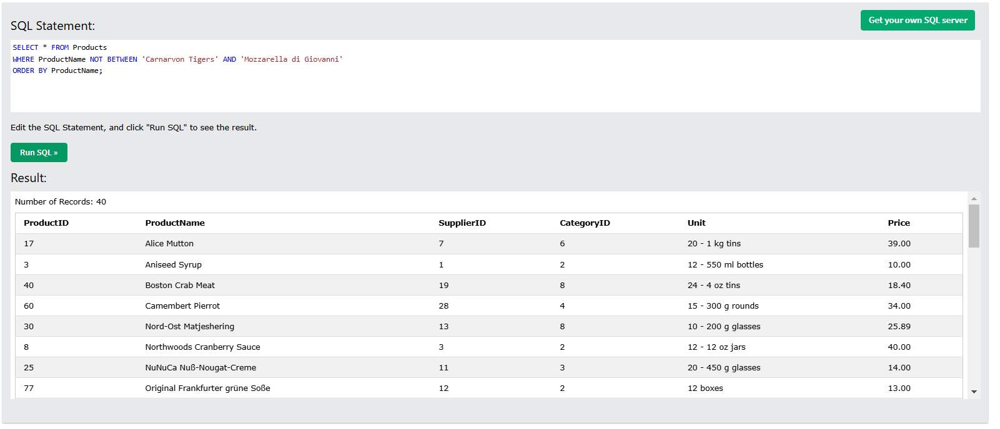 Get your own SQL server
SQL Statement:
SELECT * FROM Products
WHERE ProductName NOT BETWEEN 'Carnarvon Tigers' AND 'Mozzarella di Giovanni'
ORDER BY ProductName;
Edit the SQL Statement, and click "Run SQL" to see the result.
Run SQL »
Result:
Number of Records: 40
ProductID ProductName SupplierID CategoryID Unit Price
17 Alice Mutton 7 6 20 - 1 kg tins 39.00
3 Aniseed Syrup 1 2 12 - 550 ml bottles 10.00
40 Boston Crab Meat 19 8 24 - 4 oz tins 18.40
60 Camembert Pierrot 28 4 15 - 300 g rounds 34.00
30 Nord-Ost Matjeshering 13 8 10 - 200 g glasses 25.89
8 Northwoods Cranberry Sauce 3 2 12 - 12 oz jars 40.00
25 NuNuCa Nuß-Nougat-Creme 11 3 20 - 450 g glasses 14.00
77 Original Frankfurter grüne Soße 12 2 12 boxes 13.00